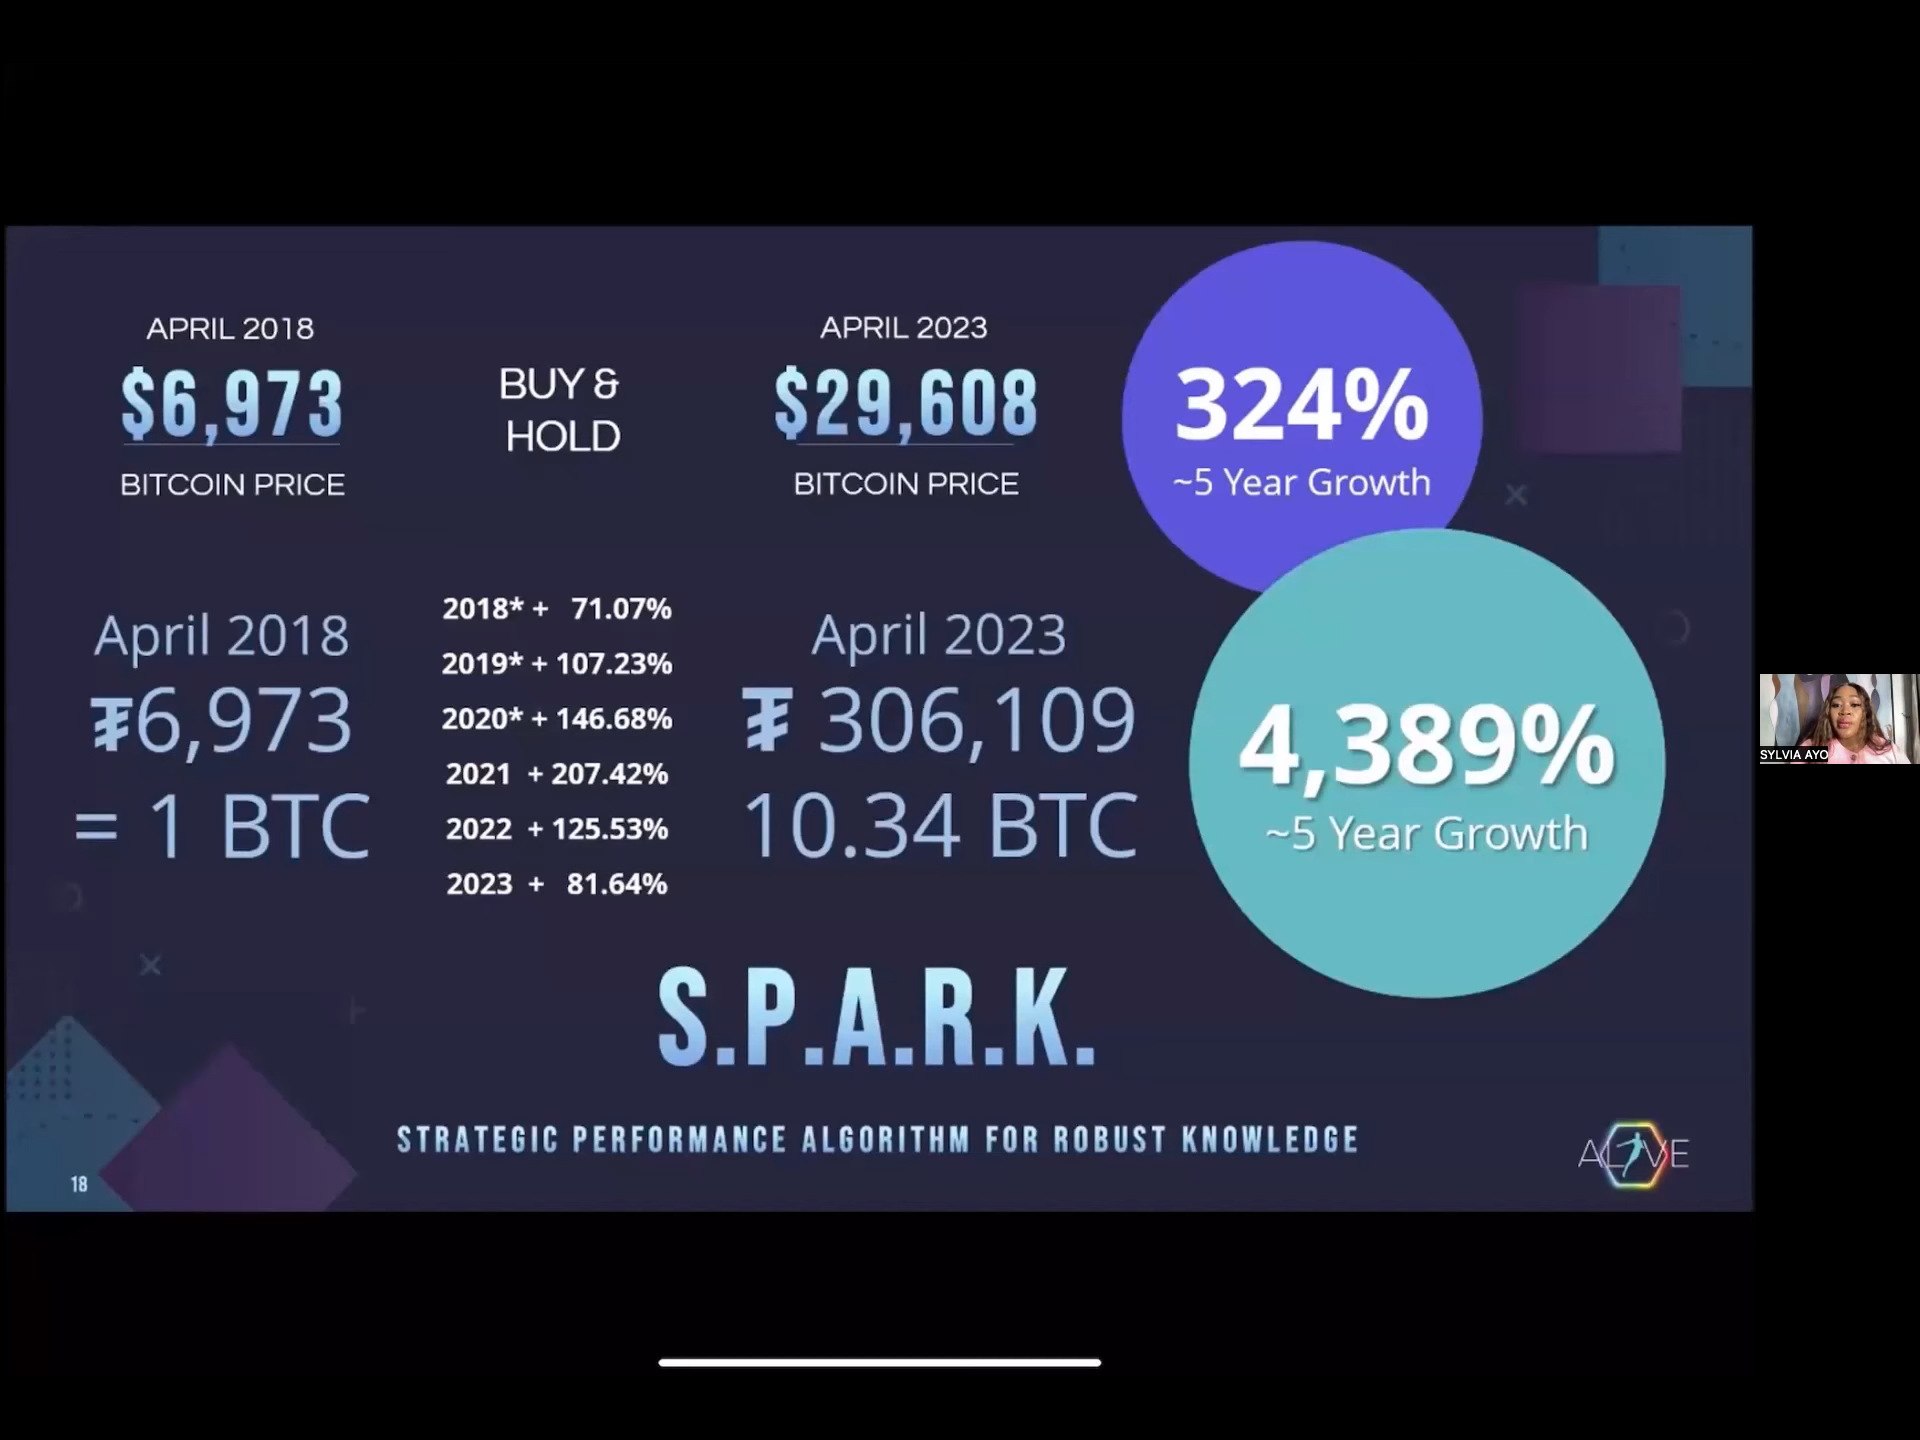 APRIL 2018
$6,973
BITCOIN PRICE
BUY &
HOLD
APRIL 2023
$29,608
BITCOIN PRICE
324%
~5 Year Growth
April 2018
₮6,973
= 1 BTC
2018* + 71.07%
2019* + 107.23%
2020* + 146.68%
2021 + 207.42%
2022 + 125.53%
2023 + 81.64%
April 2023
₮ 306,109
10.34 BTC
4,389%
~5 Year Growth
S.P.A.R.K.
STRATEGIC PERFORMANCE ALGORITHM FOR ROBUST KNOWLEDGE
18
ALIVE
SYLVIA AYO